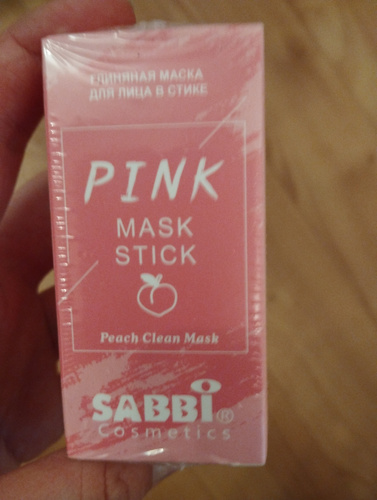 ГЛИНЯНАЯ МАСКА
ДЛЯ ЛИЦА В СТИКЕ
PINK
MASK
STICK
Peach Clean Mask
SABBi®
Cosmetics